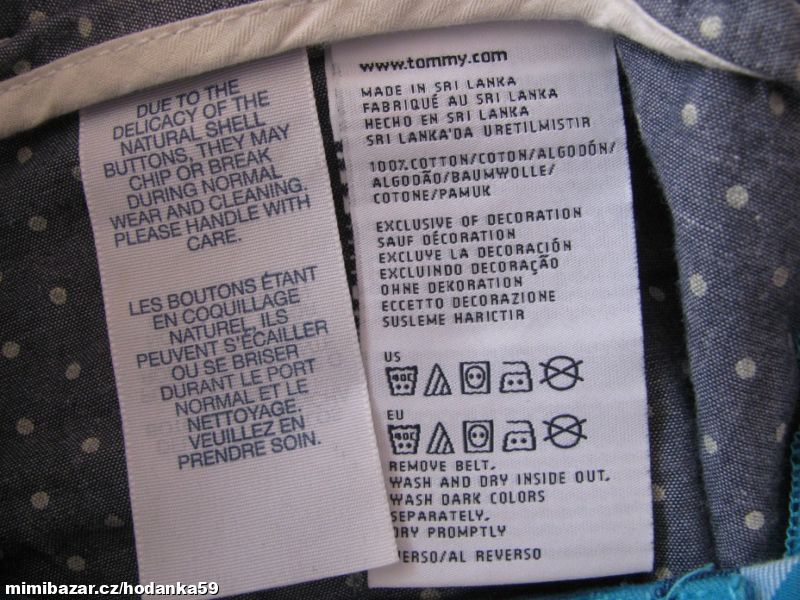 DUE TO THE
DELICACY OF THE
NATURAL SHELL
BUTTONS, THEY MAY
CHIP OR BREAK
DURING NORMAL
WEAR AND CLEANING.
PLEASE HANDLE WITH
CARE.
LES BOUTONS ÉTANT
EN COQUILLAGE
NATUREL, ILS
PEUVENT S'ÉCAILLER
OU SE BRISER
DURANT LE PORT
NORMAL ET LE
NETTOYAGE.
VEUILLEZ EN
PRENDRE SOIN.
www.tommy.com
MADE IN SRI LANKA
FABRIQUÉ AU SRI LANKA
HECHO EN SRI LANKA
SRI LANKA'DA URETILMISTIR
100% COTTON/COTON/ALGODÓN/
ALGODÃO/BAUMWOLLE/
COTONE/PAMUK
EXCLUSIVE OF DECORATION
SAUF DÉCORATION
EXCLUYE LA DECORACIÓN
EXCLUINDO DECORAÇÃO
OHNE DEKORATION
ECCETTO DECORAZIONE
SUSLEME HARICTIR
US
40C
EU
40C
REMOVE BELT.
WASH AND DRY INSIDE OUT.
WASH DARK COLORS
SEPARATELY.
DRY PROMPTLY
ERSO/AL REVERSO
mimibazar.cz/hodanka59